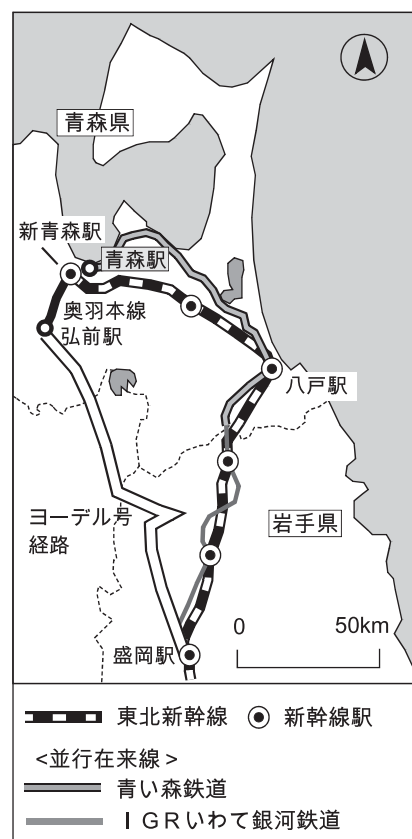 青森県
新青森駅
青森駅
奥羽本線
弘前駅
八戸駅
ヨーデル号
経路
岩手県
0 50km
盛岡駅
東北新幹線 新幹線駅
<並行在来線>
青い森鉄道
IGRいわて銀河鉄道